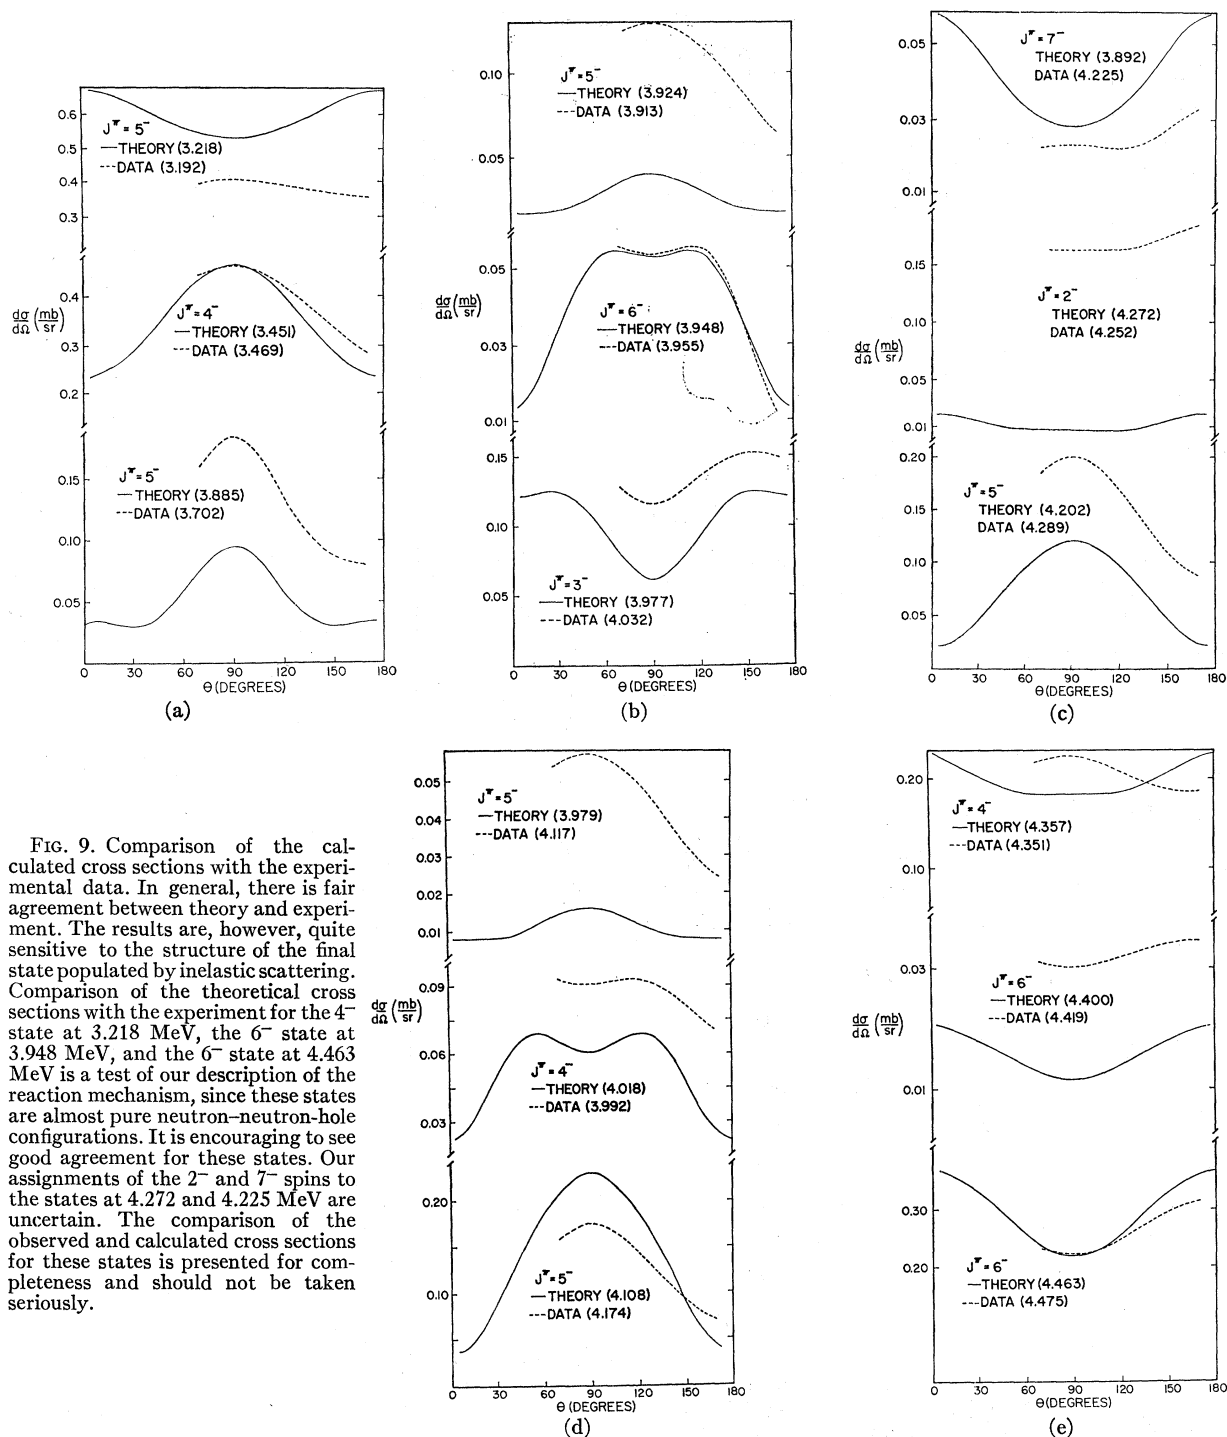 0.6
0.5
0.4
0.3
J^π = 5^-
THEORY (3.218)
DATA (3.192)
dσ/dΩ (mb/sr)
0.4
0.3
0.2
J^π = 4^-
THEORY (3.451)
DATA (3.469)
0.15
0.10
0.05
J^π = 5^-
THEORY (3.885)
DATA (3.702)
0 30 60 90 120 150 180
θ (DEGREES)
(a)
0.10
0.05
J^π = 5^-
THEORY (3.924)
DATA (3.913)
dσ/dΩ (mb/sr)
0.05
0.03
0.01
J^π = 6^-
THEORY (3.948)
DATA (3.955)
0.15
0.10
0.05
J^π = 3^-
THEORY (3.977)
DATA (4.032)
0 30 60 90 120 150 180
θ (DEGREES)
(b)
0.05
0.03
0.01
J^π = 7^-
THEORY (3.892)
DATA (4.225)
0.15
0.10
0.05
0.01
dσ/dΩ (mb/sr)
J^π = 2^-
THEORY (4.272)
DATA (4.252)
0.20
0.15
0.10
0.05
J^π = 5^-
THEORY (4.202)
DATA (4.289)
0 30 60 90 120 150 180
θ (DEGREES)
(c)
FIG. 9. Comparison of the cal-
culated cross sections with the experi-
mental data. In general, there is fair
agreement between theory and experi-
ment. The results are, however, quite
sensitive to the structure of the final
state populated by inelastic scattering.
Comparison of the theoretical cross
sections with the experiment for the 4^-
state at 3.218 MeV, the 6^- state at
3.948 MeV, and the 6^- state at 4.463
MeV is a test of our description of the
reaction mechanism, since these states
are almost pure neutron–neutron-hole
configurations. It is encouraging to see
good agreement for these states. Our
assignments of the 2^- and 7^- spins to
the states at 4.272 and 4.225 MeV are
uncertain. The comparison of the
observed and calculated cross sections
for these states is presented for com-
pleteness and should not be taken
seriously.
0.05
0.04
0.03
0.02
0.01
J^π = 5^-
THEORY (3.979)
DATA (4.117)
0.09
0.06
0.03
dσ/dΩ (mb/sr)
J^π = 4^-
THEORY (4.018)
DATA (3.992)
0.20
0.10
J^π = 5^-
THEORY (4.108)
DATA (4.174)
0 30 60 90 120 150 180
θ (DEGREES)
(d)
0.20
0.10
J^π = 4^-
THEORY (4.357)
DATA (4.351)
0.03
0.01
dσ/dΩ (mb/sr)
J^π = 6^-
THEORY (4.400)
DATA (4.419)
0.30
0.20
J^π = 6^-
THEORY (4.463)
DATA (4.475)
0 30 60 90 120 150 180
θ (DEGREES)
(e)